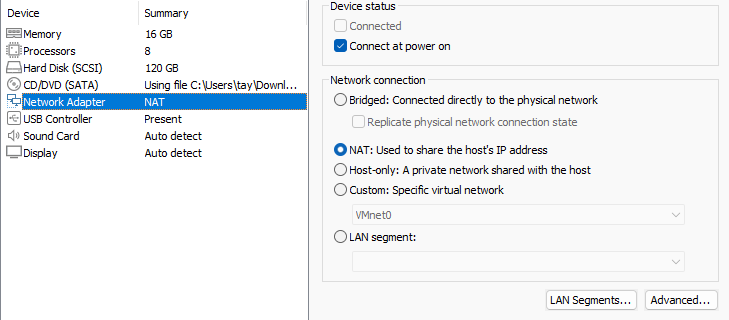 Device Summary
Memory 16 GB
Processors 8
Hard Disk (SCSI) 120 GB
CD/DVD (SATA) Using file C:\Users\tay\Downl...
Network Adapter NAT
USB Controller Present
Sound Card Auto detect
Display Auto detect
Device status
Connected
Connect at power on
Network connection
Bridged: Connected directly to the physical network
Replicate physical network connection state
NAT: Used to share the host's IP address
Host-only: A private network shared with the host
Custom: Specific virtual network
VMnet0
LAN segment:
LAN Segments... Advanced...